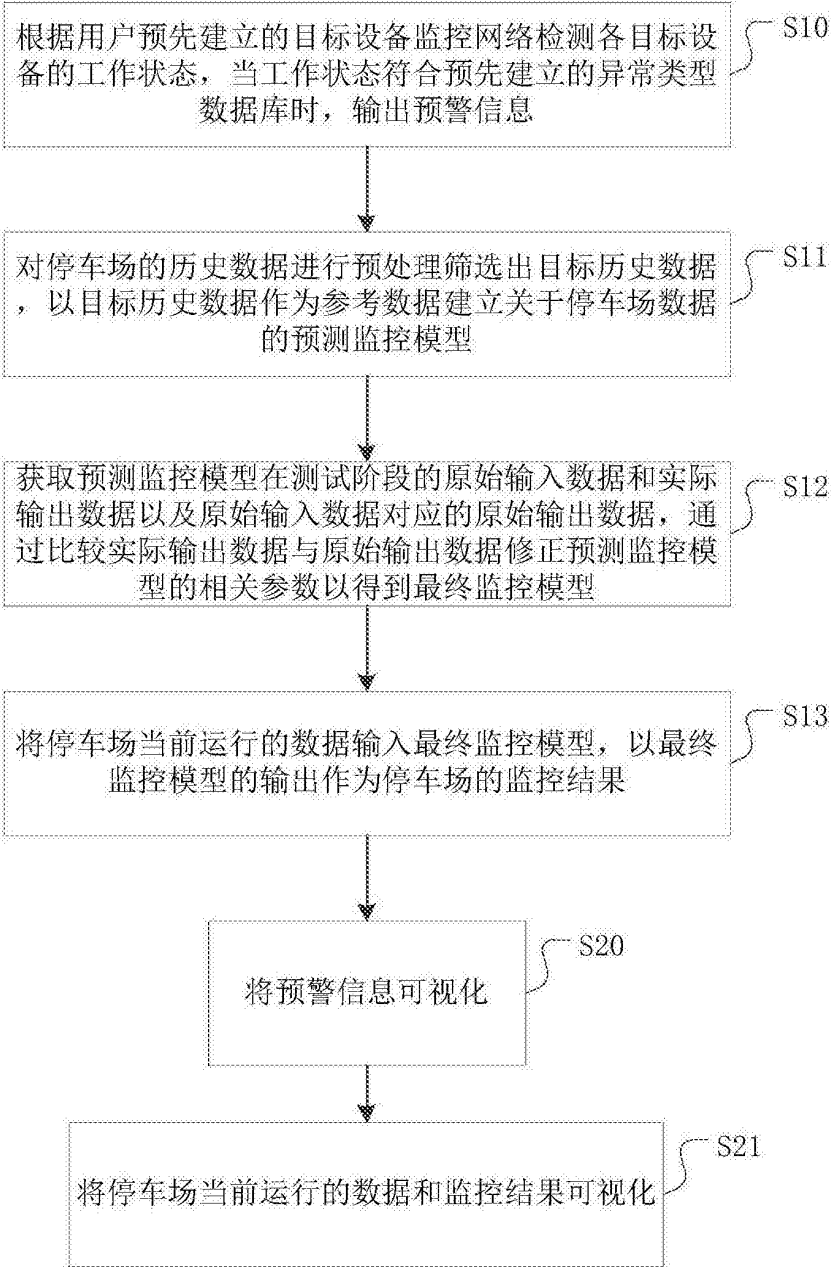 根据用户预先建立的目标设备监控网络检测各目标设
备的工作状态，当工作状态符合预先建立的异常类型
数据库时，输出预警信息
S10
对停车场的历史数据进行预处理筛选出目标历史数据
，以目标历史数据作为参考数据建立关于停车场数据
的预测监控模型
S11
获取预测监控模型在测试阶段的原始输入数据和实际
输出数据以及原始输入数据对应的原始输出数据，通
过比较实际输出数据与原始输出数据修正预测监控模
型的相关参数以得到最终监控模型
S12
将停车场当前运行的数据输入最终监控模型，以最终
监控模型的输出作为停车场的监控结果
S13
将预警信息可视化
S20
将停车场当前运行的数据和监控结果可视化
S21